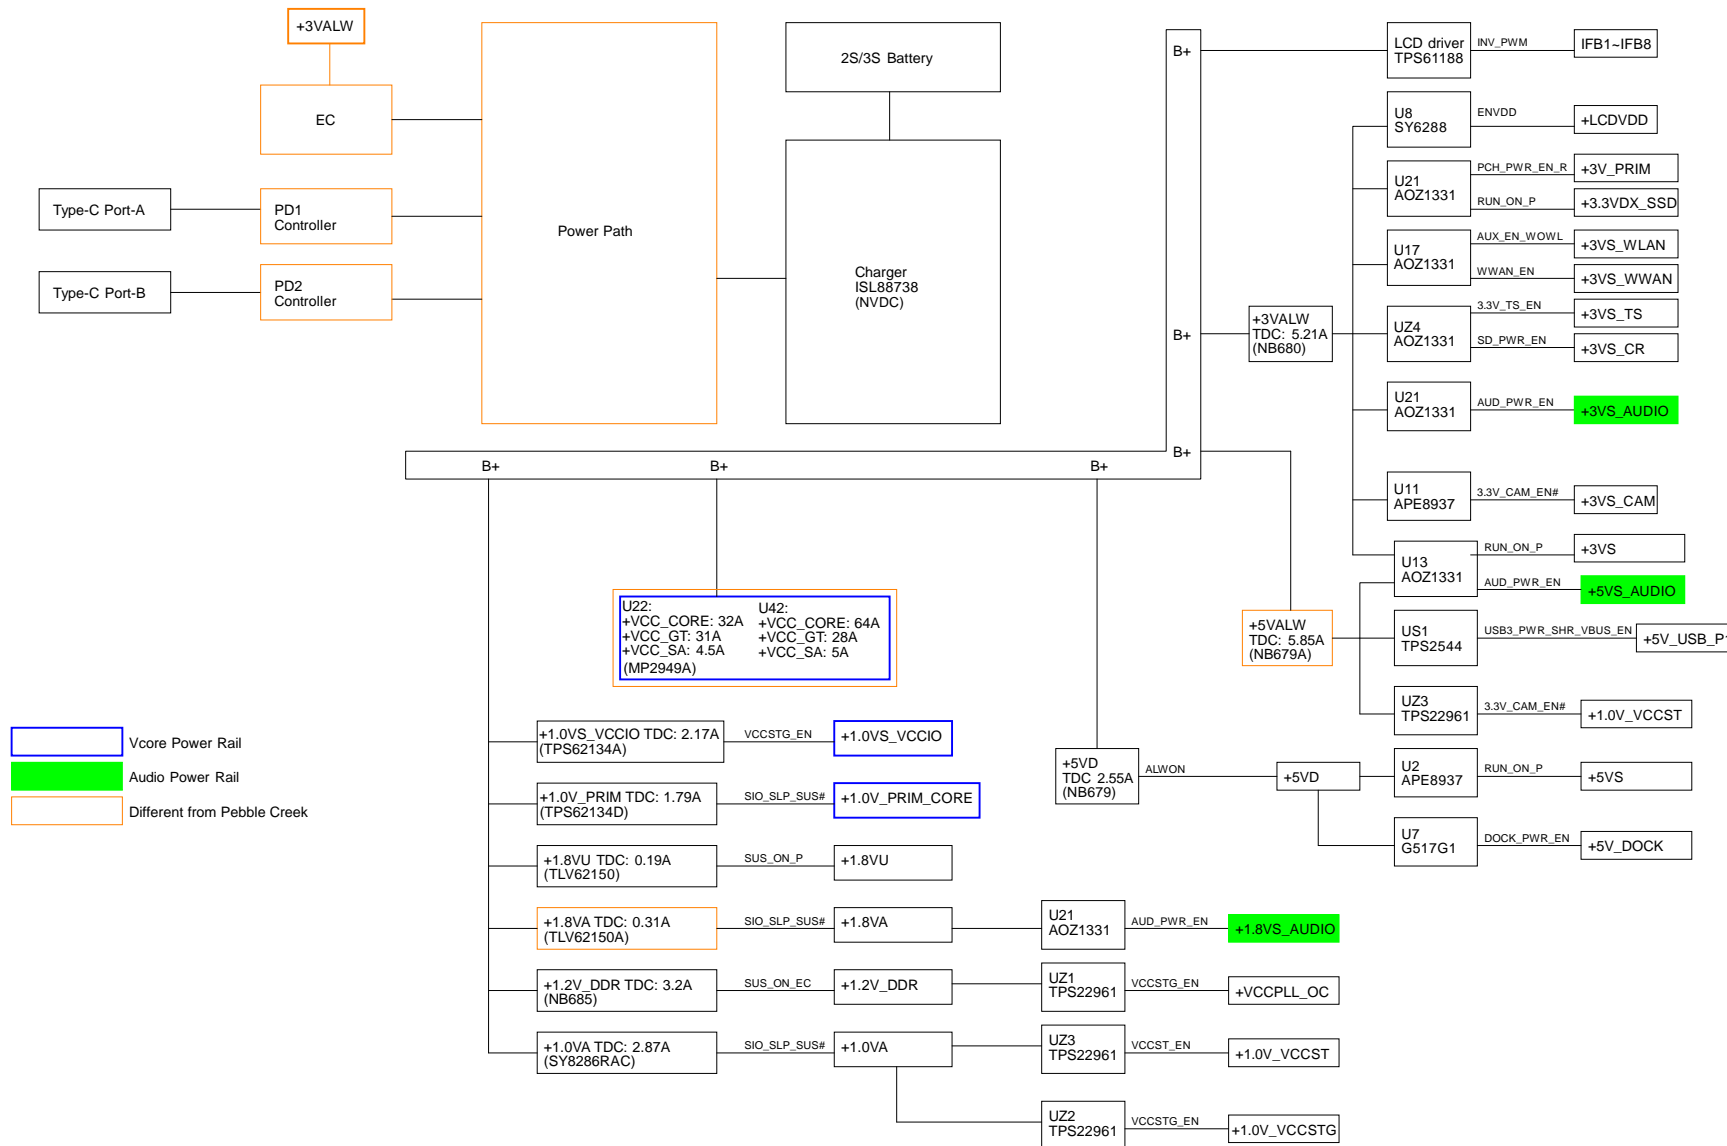 +3VALW
EC
Type-C Port-A
PD1
Controller
Type-C Port-B
PD2
Controller
Power Path
2S/3S Battery
Charger
ISL88738
(NVDC)
B+
B+
B+
B+
B+
B+
LCD driver
TPS61188
INV_PWM
IFB1~IFB8
U8
SY6288
ENVDD
+LCDVDD
U21
AOZ1331
PCH_PWR_EN_R
+3V_PRIM
RUN_ON_P
+3.3VDX_SSD
U17
AOZ1331
AUX_EN_WOWL
+3VS_WLAN
WWAN_EN
+3VS_WWAN
+3VALW
TDC: 5.21A
(NB680)
UZ4
AOZ1331
3.3V_TS_EN
+3VS_TS
SD_PWR_EN
+3VS_CR
U21
AOZ1331
AUD_PWR_EN
+3VS_AUDIO
U11
APE8937
3.3V_CAM_EN#
+3VS_CAM
U13
AOZ1331
RUN_ON_P
+3VS
AUD_PWR_EN
+5VS_AUDIO
+5VALW
TDC: 5.85A
(NB679A)
US1
TPS2544
USB3_PWR_SHR_VBUS_EN
+5V_USB_P1
UZ3
TPS22961
3.3V_CAM_EN#
+1.0V_VCCST
+5VD
TDC 2.55A
(NB679)
ALWON
+5VD
U2
APE8937
RUN_ON_P
+5VS
U7
G517G1
DOCK_PWR_EN
+5V_DOCK
U22:
+VCC_CORE: 32A
+VCC_GT: 31A
+VCC_SA: 4.5A
(MP2949A)
U42:
+VCC_CORE: 64A
+VCC_GT: 28A
+VCC_SA: 5A
Vcore Power Rail
Audio Power Rail
Different from Pebble Creek
+1.0VS_VCCIO TDC: 2.17A
(TPS62134A)
VCCSTG_EN
+1.0VS_VCCIO
+1.0V_PRIM TDC: 1.79A
(TPS62134D)
SIO_SLP_SUS#
+1.0V_PRIM_CORE
+1.8VU TDC: 0.19A
(TLV62150)
SUS_ON_P
+1.8VU
+1.8VA TDC: 0.31A
(TLV62150A)
SIO_SLP_SUS#
+1.8VA
U21
AOZ1331
AUD_PWR_EN
+1.8VS_AUDIO
+1.2V_DDR TDC: 3.2A
(NB685)
SUS_ON_EC
+1.2V_DDR
UZ1
TPS22961
VCCSTG_EN
+VCCPLL_OC
+1.0VA TDC: 2.87A
(SY8286RAC)
SIO_SLP_SUS#
+1.0VA
UZ3
TPS22961
VCCST_EN
+1.0V_VCCST
UZ2
TPS22961
VCCSTG_EN
+1.0V_VCCSTG